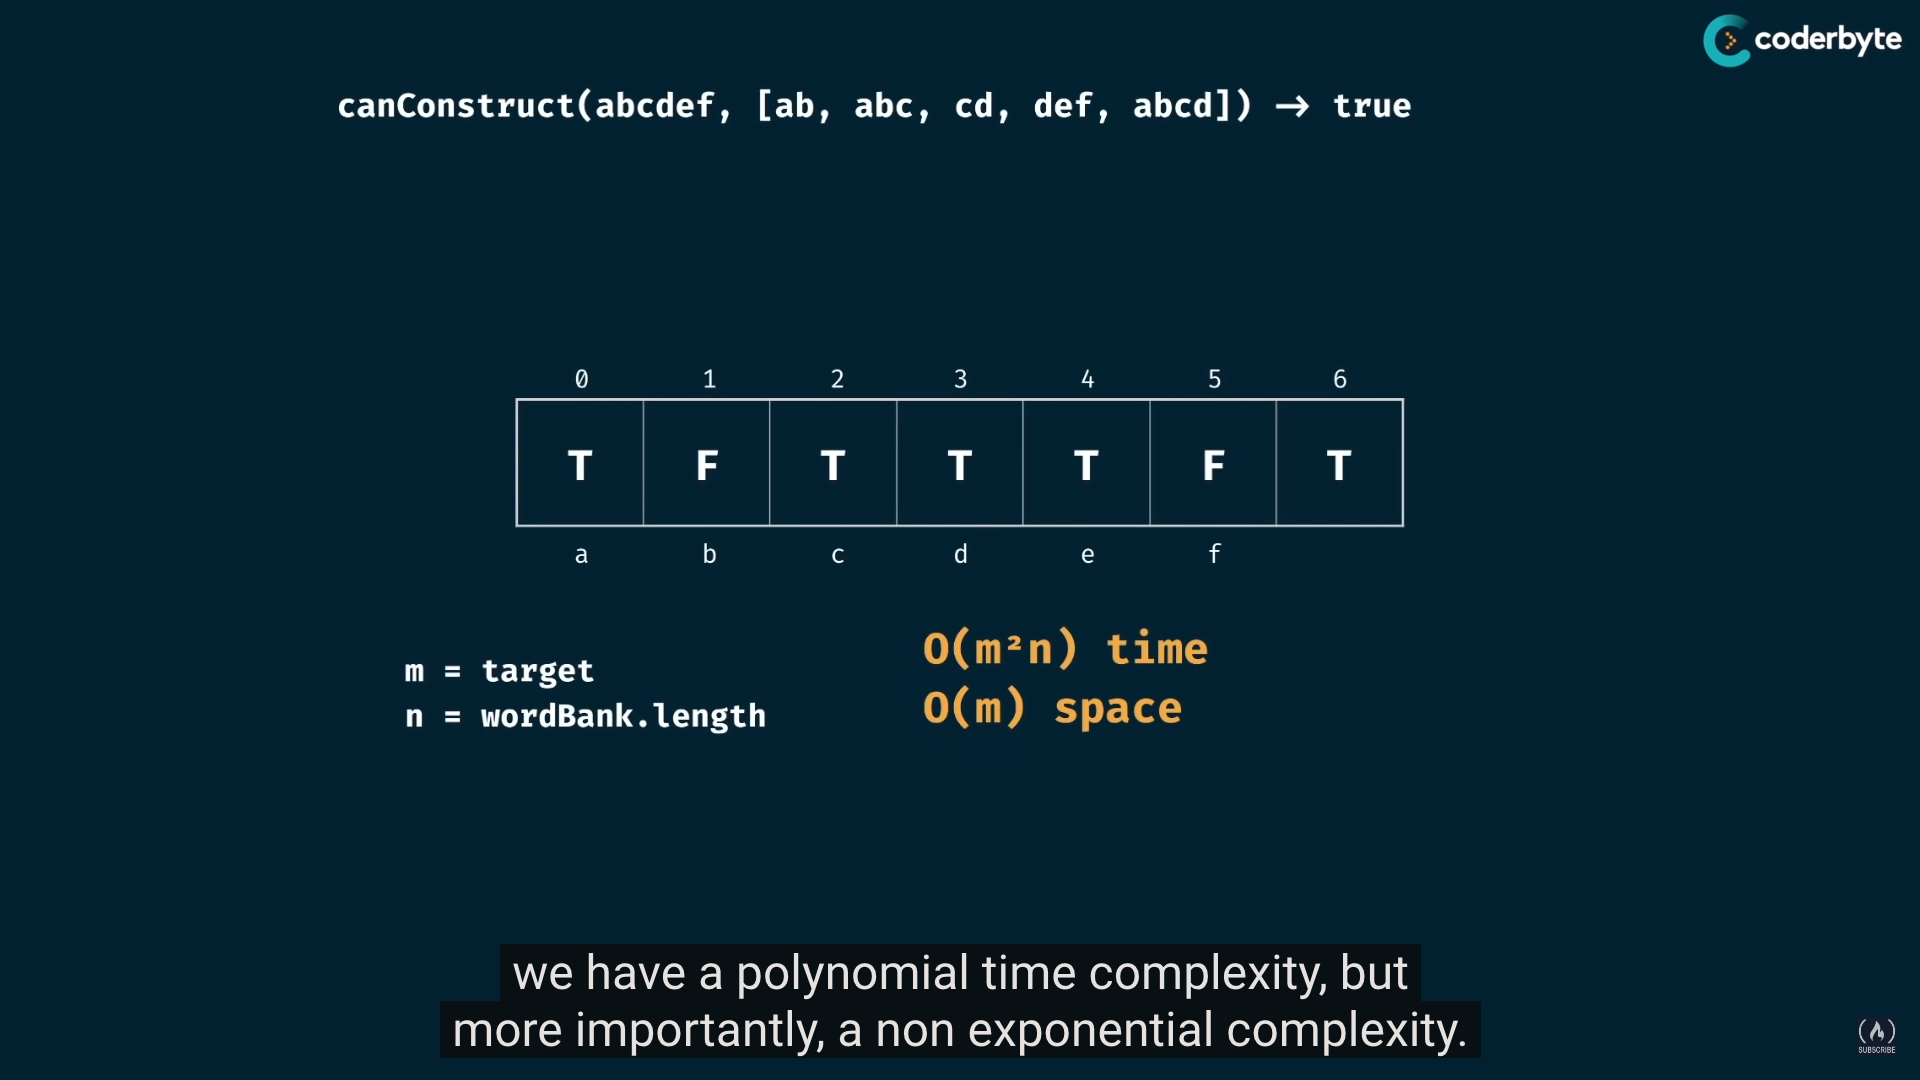 coderbyte
canConstruct(abcdef, [ab, abc, cd, def, abcd]) → true
0 1 2 3 4 5 6
T F T T T F T
a b c d e f
m = target
n = wordBank.length
O(m²n) time
O(m) space
we have a polynomial time complexity, but
more importantly, a non exponential complexity.
SUBSCRIBE